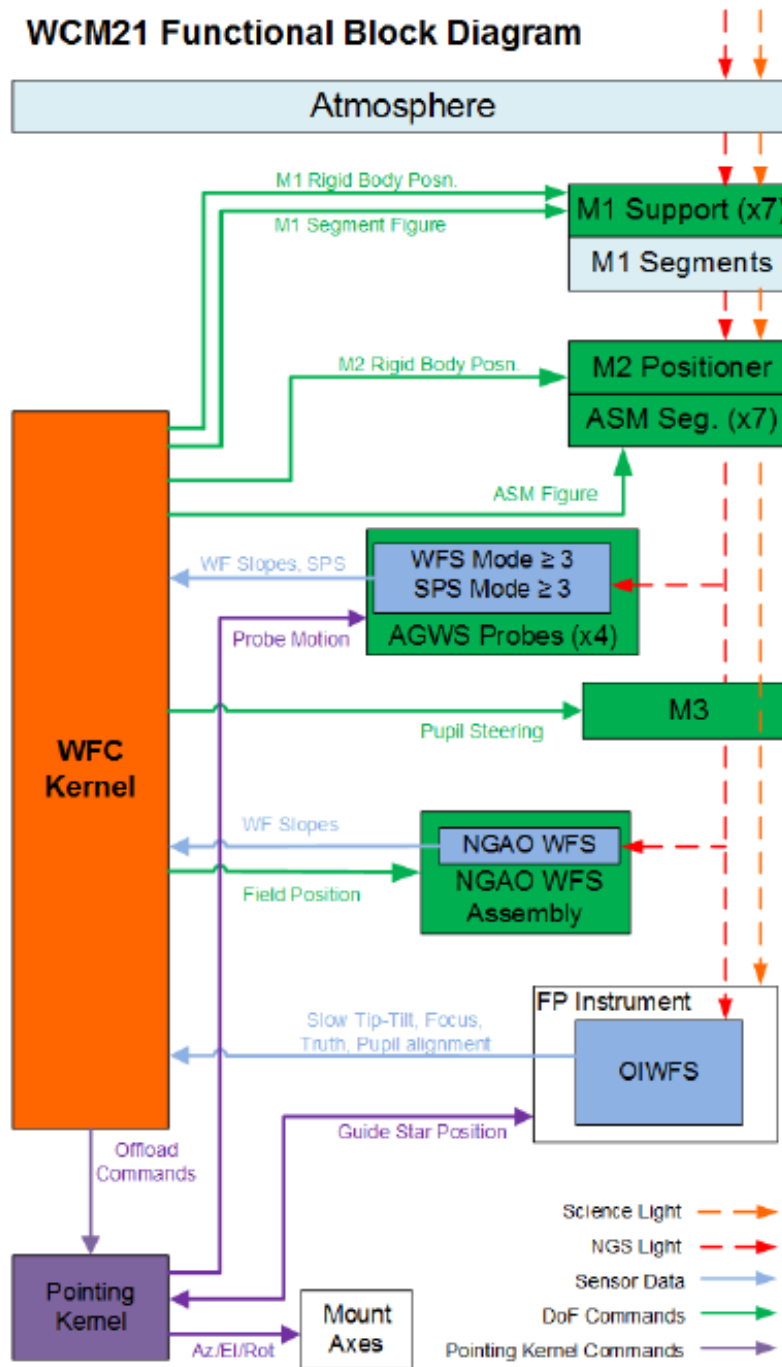 WCM21 Functional Block Diagram
Atmosphere
M1 Rigid Body Posn.
M1 Support (x7)
M1 Segment Figure
M1 Segments
M2 Rigid Body Posn.
M2 Positioner
ASM Seg. (x7)
ASM Figure
WF Slopes, SPS
WFS Mode ≥ 3
SPS Mode ≥ 3
AGWS Probes (x4)
Probe Motion
M3
Pupil Steering
WFC
Kernel
WF Slopes
NGAO WFS
NGAO WFS
Assembly
Field Position
FP Instrument
Slow Tip-Tilt, Focus,
Truth, Pupil alignment
OIWFS
Guide Star Position
Offload
Commands
Pointing
Kernel
Az/El/Rot
Mount
Axes
Science Light
NGS Light
Sensor Data
DoF Commands
Pointing Kernel Commands